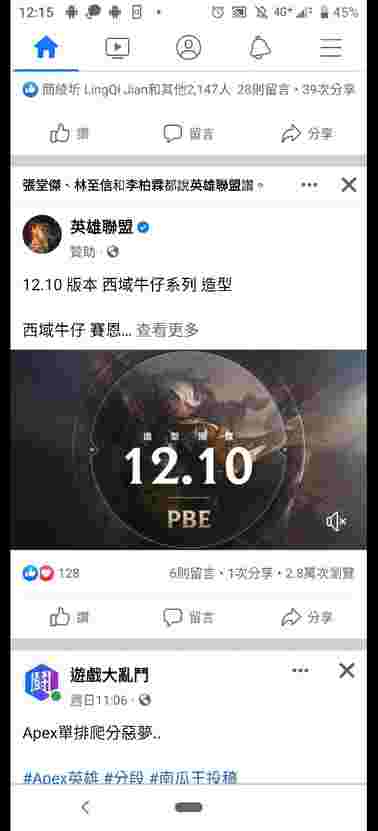 12:15 4G+ 45%
簡綾圻 LingQi Jian和其他2,147人 28則留言·39次分享
讚 留言 分享
張堂傑、林至信和李柏霖都說英雄聯盟讚。
英雄聯盟
贊助·
12.10 版本 西域牛仔系列 造型
西域牛仔 賽恩... 查看更多
12.10
PBE
128 6則留言·1次分享·2.8萬次瀏覽
讚 留言 分享
鬪
遊戲大亂鬥
週日11:06·
Apex單排爬分惡夢..
#Apex英雄 #分段 #南瓜王投稿